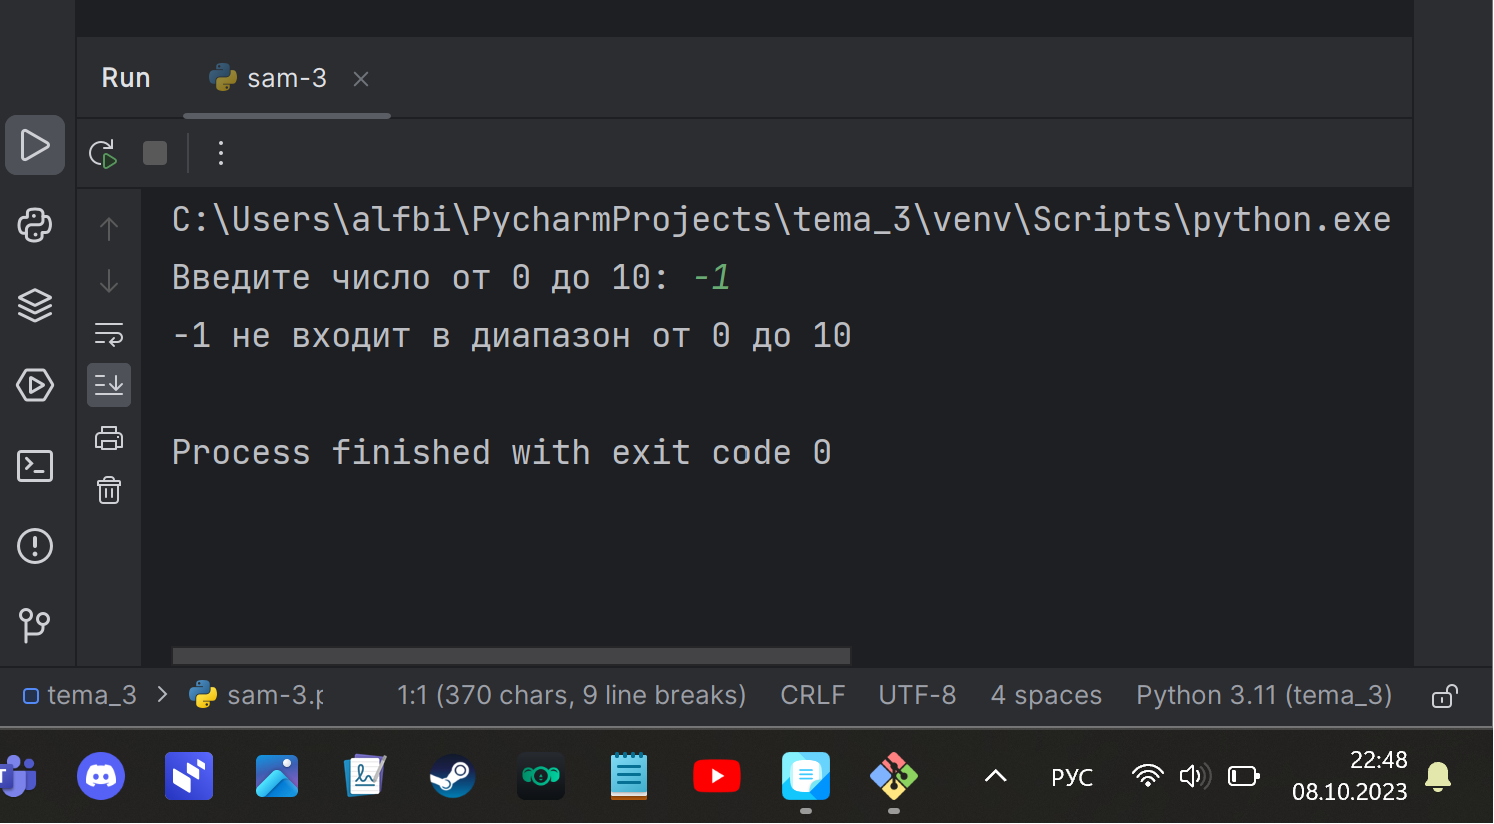 Run sam-3
C:\Users\alfbi\PycharmProjects\tema_3\venv\Scripts\python.exe
Введите число от 0 до 10: -1
-1 не входит в диапазон от 0 до 10
Process finished with exit code 0
tema_3 > sam-3.p 1:1 (370 chars, 9 line breaks) CRLF UTF-8 4 spaces Python 3.11 (tema_3)
T
РУС
22:48
08.10.2023